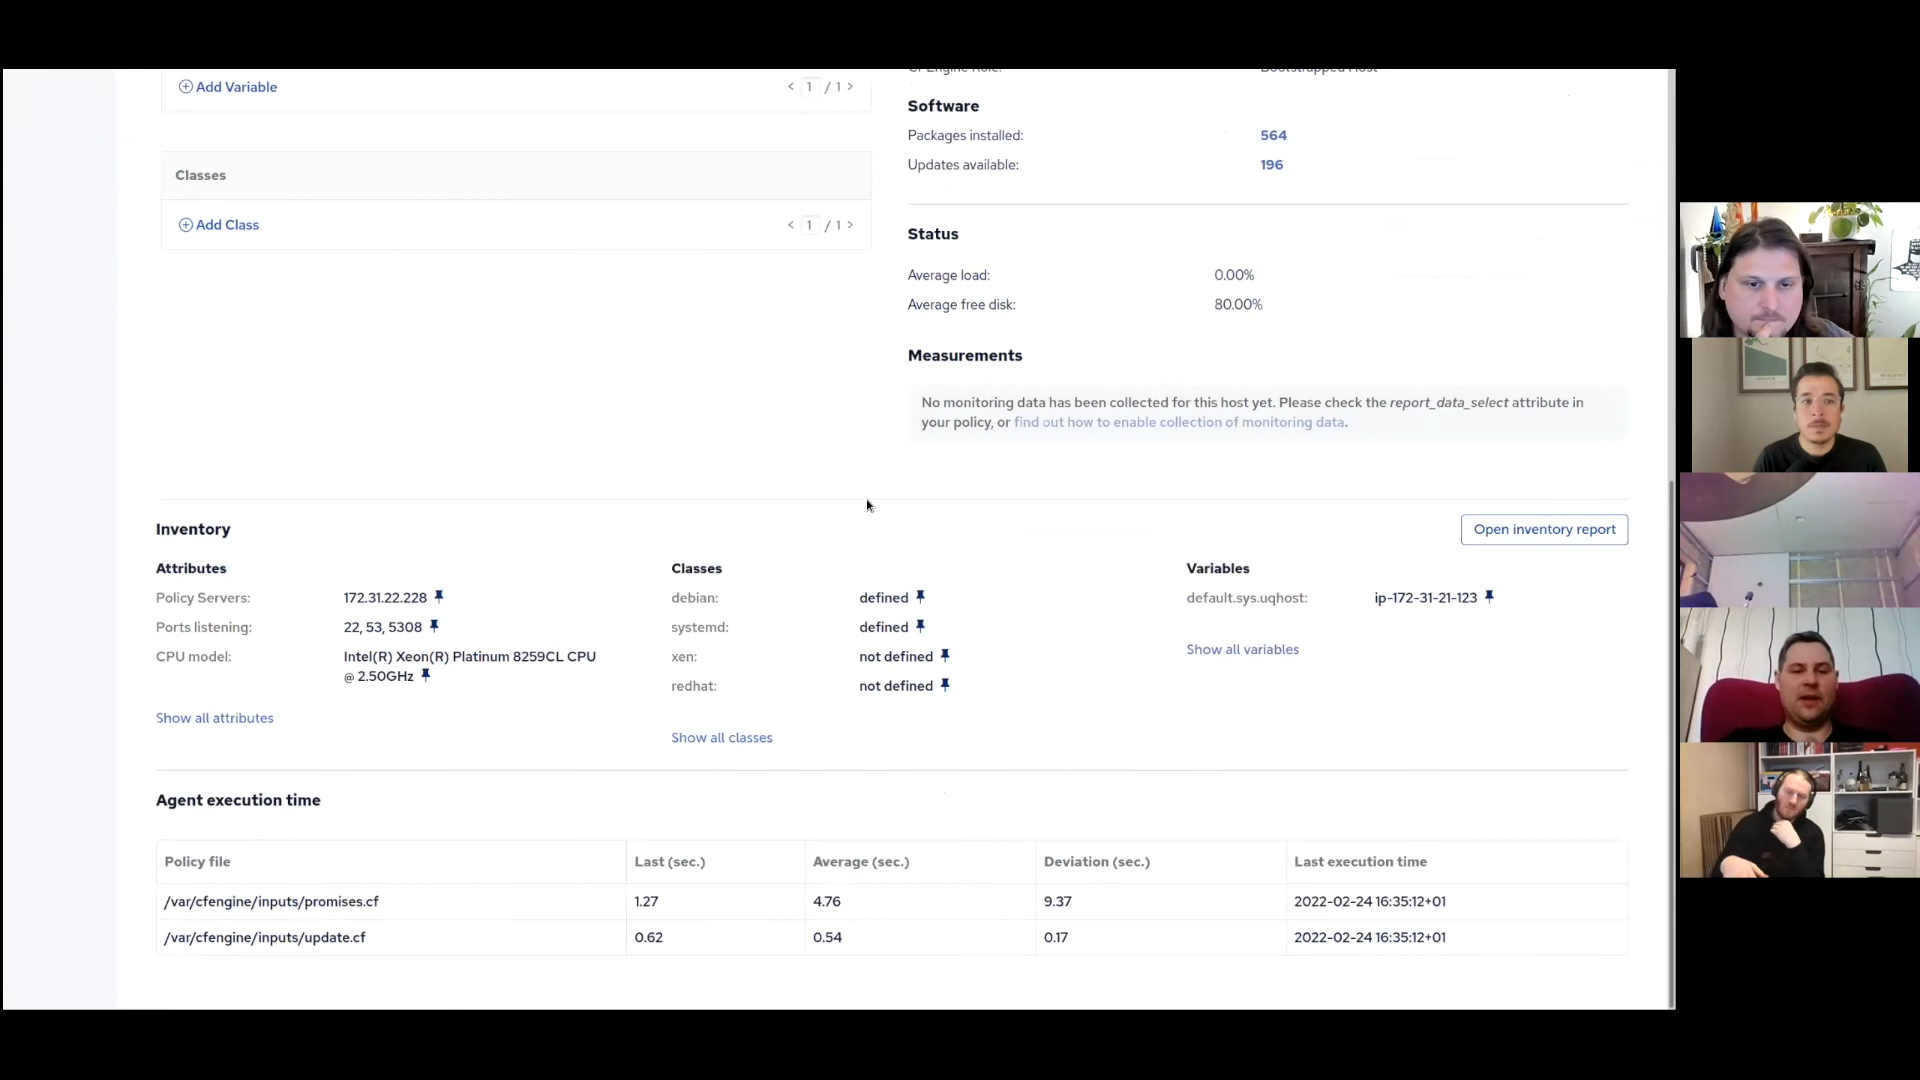 CFEngine Role: Bootstrapped Host
Add Variable
< 1 / 1 >
Software
Packages installed: 564
Updates available: 196
Classes
Add Class
< 1 / 1 >
Status
Average load: 0.00%
Average free disk: 80.00%
Measurements
No monitoring data has been collected for this host yet. Please check the report_data_select attribute in
your policy, or find out how to enable collection of monitoring data.
Inventory
Open inventory report
Attributes
Policy Servers: 172.31.22.228
Ports listening: 22, 53, 5308
CPU model: Intel(R) Xeon(R) Platinum 8259CL CPU
@ 2.50GHz
Show all attributes
Classes
debian: defined
systemd: defined
xen: not defined
redhat: not defined
Show all classes
Variables
default.sys.uqhost: ip-172-31-21-123
Show all variables
Agent execution time
Policy file Last (sec.) Average (sec.) Deviation (sec.) Last execution time
/var/cfengine/inputs/promises.cf 1.27 4.76 9.37 2022-02-24 16:35:12+01
/var/cfengine/inputs/update.cf 0.62 0.54 0.17 2022-02-24 16:35:12+01